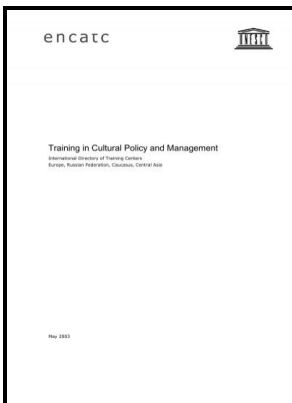 encatc
UNESCO
Training in Cultural Policy and Management
International Directory of Training Centers
Europe, Russian Federation, Caucasus, Central Asia
May 2003